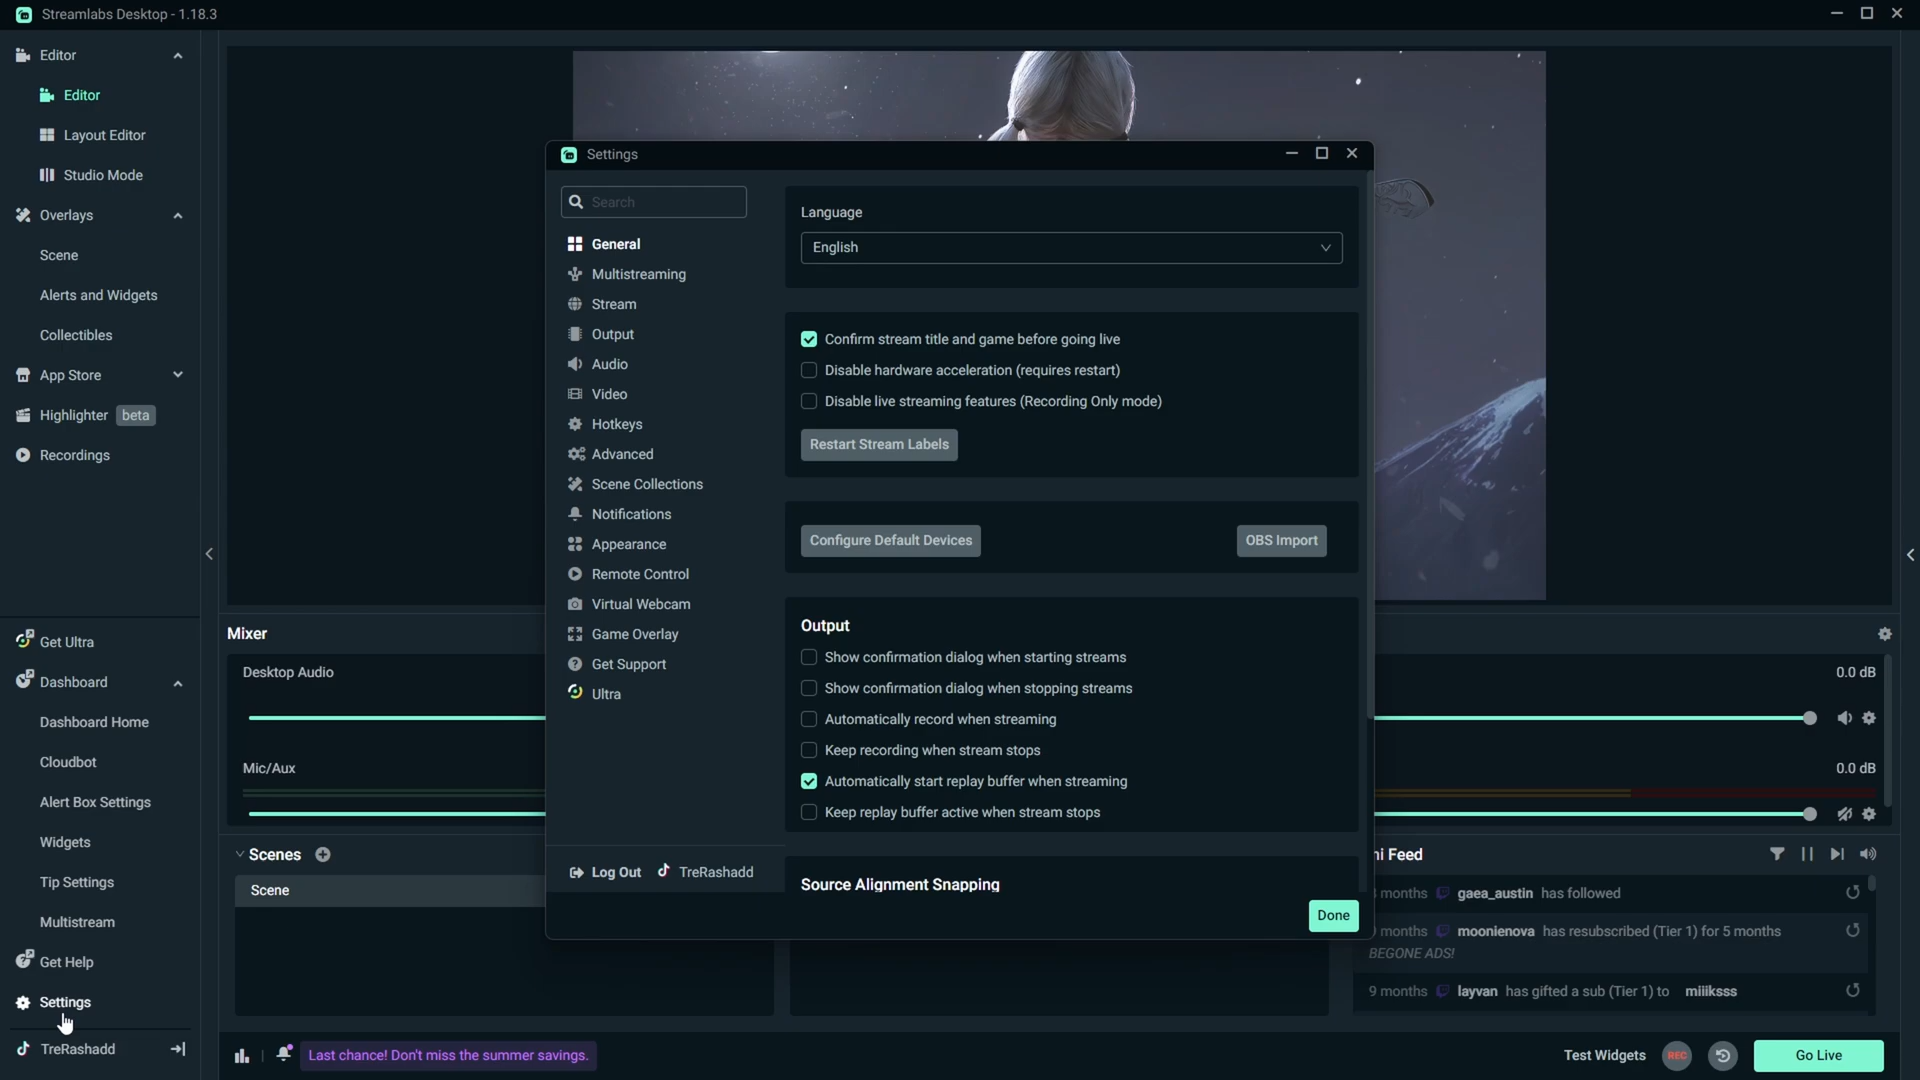 Streamlabs Desktop - 1.18.3
Editor
Editor
Layout Editor
Studio Mode
Overlays
Scene
Alerts and Widgets
Collectibles
App Store
Highlighter beta
Recordings
Get Ultra
Dashboard
Dashboard Home
Cloudbot
Alert Box Settings
Widgets
Tip Settings
Multistream
Get Help
Settings
TreRashadd
Settings
Search
General
Multistreaming
Stream
Output
Audio
Video
Hotkeys
Advanced
Scene Collections
Notifications
Appearance
Remote Control
Virtual Webcam
Game Overlay
Get Support
Ultra
Log Out TreRashadd
Language
English
Confirm stream title and game before going live
Disable hardware acceleration (requires restart)
Disable live streaming features (Recording Only mode)
Restart Stream Labels
Configure Default Devices OBS Import
Output
Show confirmation dialog when starting streams
Show confirmation dialog when stopping streams
Automatically record when streaming
Keep recording when stream stops
Automatically start replay buffer when streaming
Keep replay buffer active when stream stops
Source Alignment Snapping
Done
Mixer
Desktop Audio 0.0 dB
Mic/Aux 0.0 dB
Scenes
Scene
Feed
months gaea_austin has followed
months moonienova has resubscribed (Tier 1) for 5 months
BEGONE ADS!
9 months layvan has gifted a sub (Tier 1) to miiiksss
Last chance! Don't miss the summer savings.
Test Widgets REC Go Live